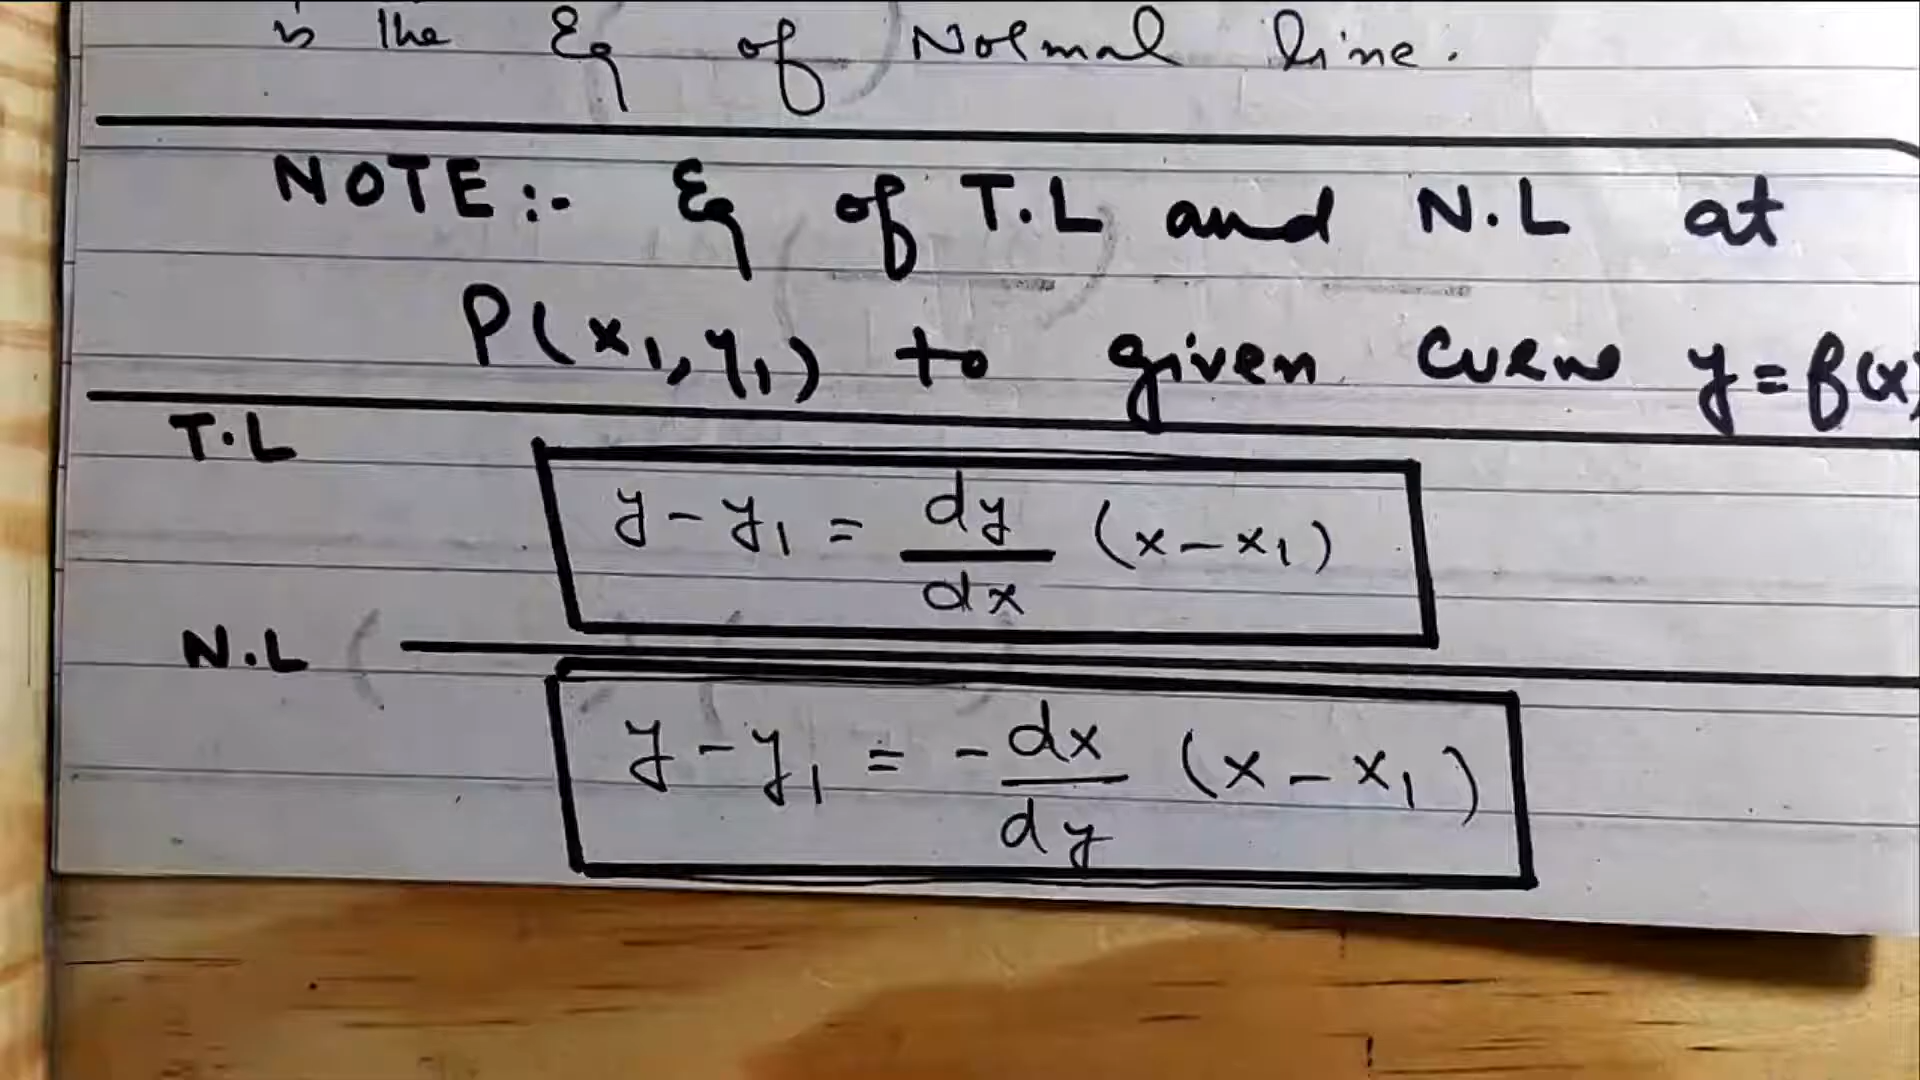 is the Eq of Normal line.
NOTE:- Eq of T.L and N.L at
P(x₁,y₁) to given curve y=f(x)
T.L
y-y₁ = dy/dx (x-x₁)
N.L
y-y₁ = -dx/dy (x-x₁)